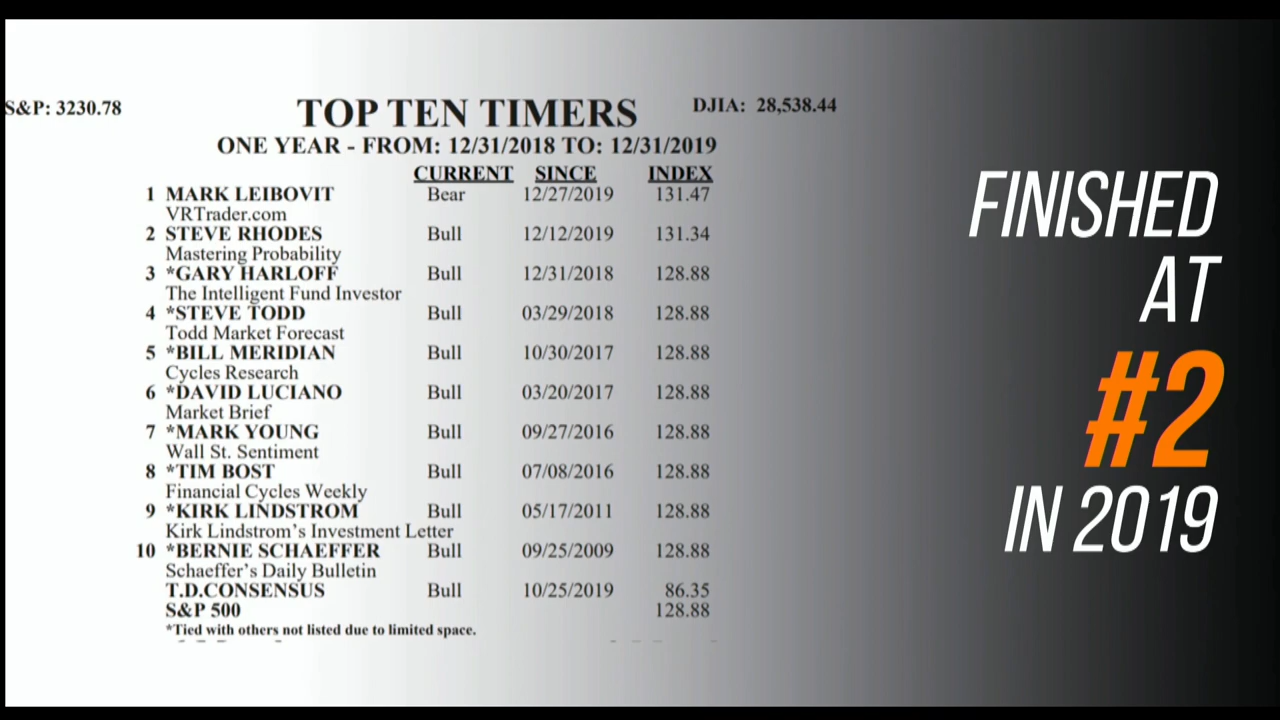 S&P: 3230.78
TOP TEN TIMERS
DJIA: 28,538.44
ONE YEAR - FROM: 12/31/2018 TO: 12/31/2019
CURRENT SINCE INDEX
1 MARK LEIBOVIT Bear 12/27/2019 131.47
VRTrader.com
2 STEVE RHODES Bull 12/12/2019 131.34
Mastering Probability
3 *GARY HARLOFF Bull 12/31/2018 128.88
The Intelligent Fund Investor
4 *STEVE TODD Bull 03/29/2018 128.88
Todd Market Forecast
5 *BILL MERIDIAN Bull 10/30/2017 128.88
Cycles Research
6 *DAVID LUCIANO Bull 03/20/2017 128.88
Market Brief
7 *MARK YOUNG Bull 09/27/2016 128.88
Wall St. Sentiment
8 *TIM BOST Bull 07/08/2016 128.88
Financial Cycles Weekly
9 *KIRK LINDSTROM Bull 05/17/2011 128.88
Kirk Lindstrom's Investment Letter
10 *BERNIE SCHAEFFER Bull 09/25/2009 128.88
Schaeffer's Daily Bulletin
T.D.CONSENSUS Bull 10/25/2019 86.35
S&P 500 128.88
*Tied with others not listed due to limited space.
FINISHED
AT
#2
IN 2019